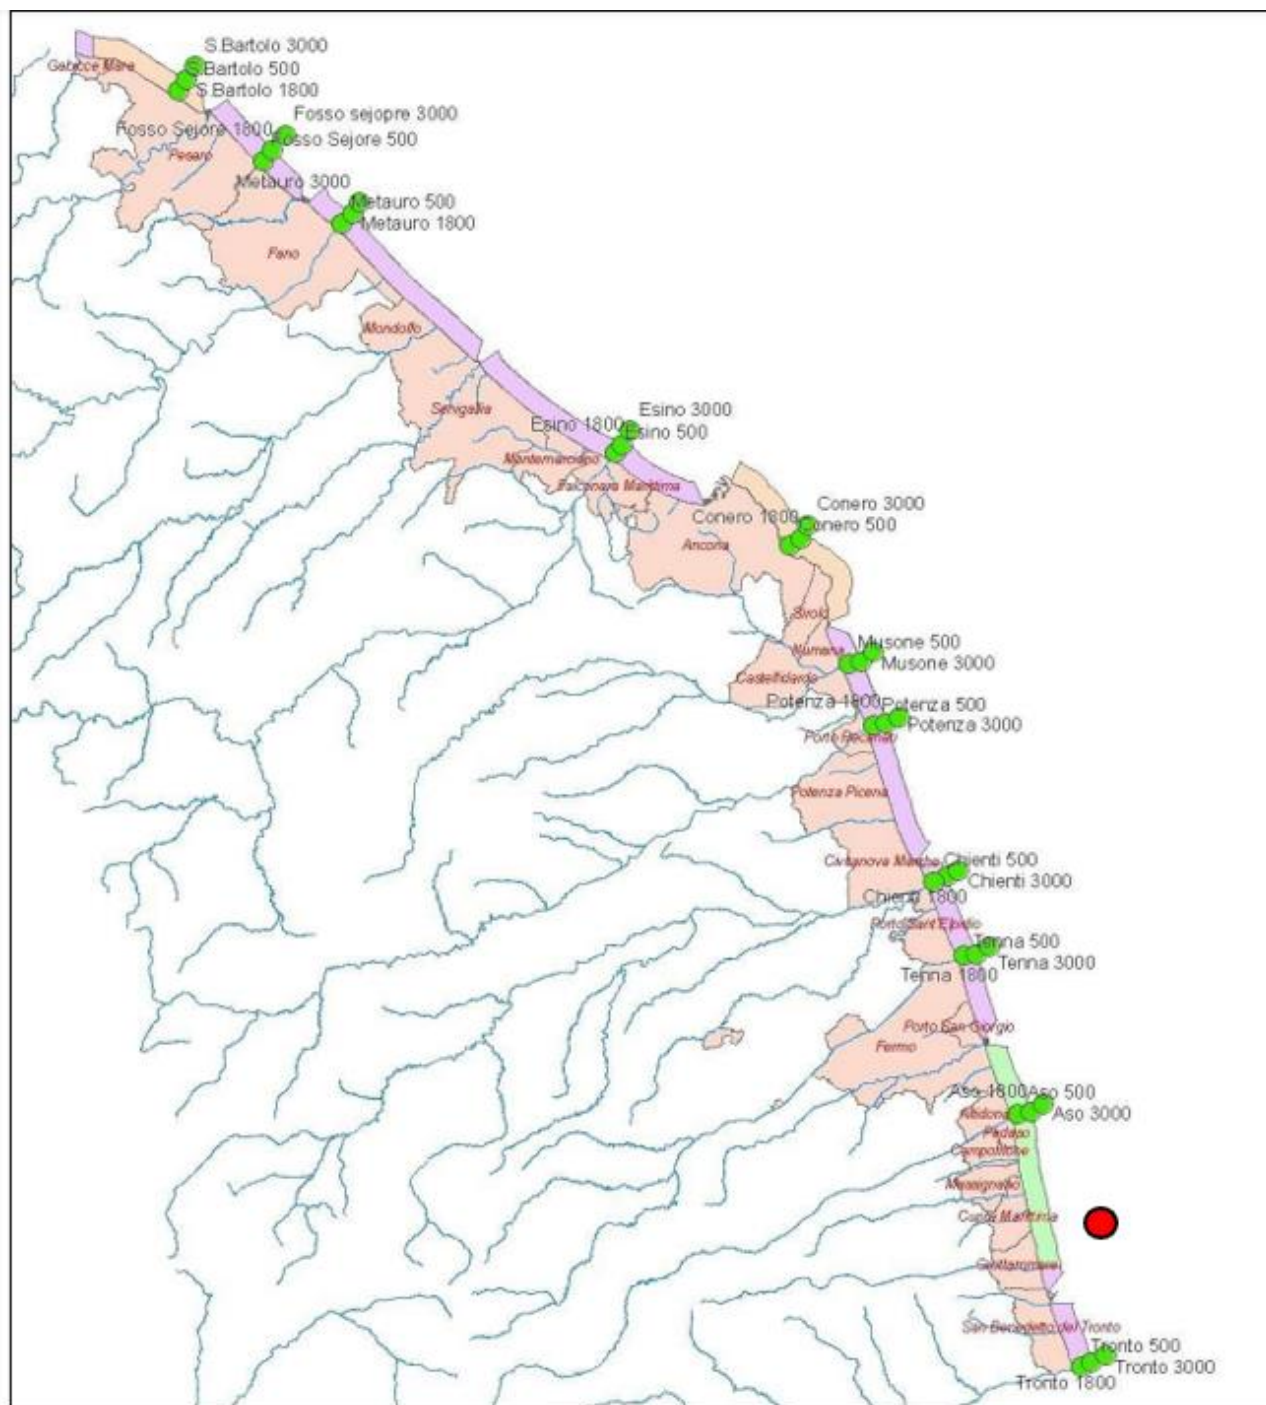 S.Bartolo 3000
Gabicce Mare
S.Bartolo 500
S.Bartolo 1800
Fosso sejopre 3000
Fosso Sejore 1800
Fosso Sejore 500
Pesaro
Metauro 3000
Metauro 500
Metauro 1800
Fano
Mondolfo
Senigallia
Esino 3000
Esino 1800
Esino 500
Montemarciano
Falconara Marittima
Conero 3000
Conero 1800
Conero 500
Ancona
Sirolo
Musone 500
Numana
Musone 3000
Castelfidardo
Potenza 1800
Potenza 500
Potenza 3000
Porto Recanati
Potenza Picena
Civitanova Marche
Chienti 500
Chienti 3000
Chienti 1800
Porto Sant'Elpidio
Tenna 500
Tenna 3000
Tenna 1800
Porto San Giorgio
Fermo
Aso 1800
Aso 500
Aso 3000
Pedaso
Campofilone
Massignano
Cupra Marittima
Grottammare
San Benedetto del Tronto
Tronto 500
Tronto 3000
Tronto 1800